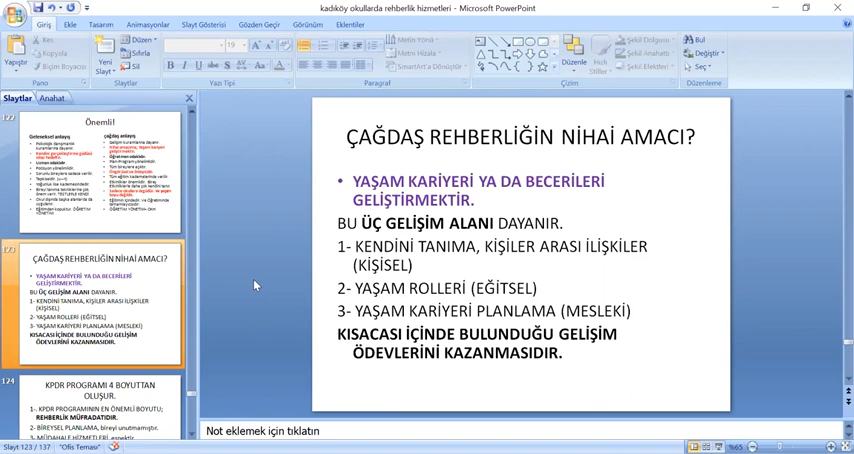 kadıköy okullarda rehberlik hizmetleri - Microsoft PowerPoint
Giriş Ekle Tasarım Animasyonlar Slayt Gösterisi Gözden Geçir Görünüm Eklentiler
Yapıştır
Kes
Kopyala
Biçim Boyacısı
Pano
Yeni Slayt
Düzen
Sıfırla
Sil
Slaytlar
19
Yazı Tipi
Metin Yönü
Metni Hizala
SmartArt'a Dönüştür
Paragraf
Düzenle
Hızlı Stiller
Şekil Dolgusu
Şekil Anahattı
Şekil Efektleri
Çizim
Bul
Değiştir
Seç
Düzenleme
Slaytlar Anahat
122
Önemli!
Geleneksel anlayış
çağdaş anlayış
123
ÇAĞDAŞ REHBERLİĞİN NİHAİ AMACI?
• YAŞAM KARİYERİ YA DA BECERİLERİ
GELİŞTİRMEKTİR.
BU ÜÇ GELİŞİM ALANI DAYANIR.
1- KENDİNİ TANIMA, KİŞİLER ARASI İLİŞKİLER
(KİŞİSEL)
2- YAŞAM ROLLERİ (EĞİTSEL)
3- YAŞAM KARİYERİ PLANLAMA (MESLEKİ)
KISACASI İÇİNDE BULUNDUĞU GELİŞİM
ÖDEVLERİNİ KAZANMASIDIR.
124
KPDR PROGRAMI 4 BOYUTTAN
OLUŞUR.
1-. KPDR PROGRAMININ EN ÖNEMLİ BOYUTU;
REHBERLİK MÜFRADATIDIR.
2- BİREYSEL PLANLAMA, bireyi unutmamıştır.
ÇAĞDAŞ REHBERLİĞİN NİHAİ AMACI?
• YAŞAM KARİYERİ YA DA BECERİLERİ
GELİŞTİRMEKTİR.
BU ÜÇ GELİŞİM ALANI DAYANIR.
1- KENDİNİ TANIMA, KİŞİLER ARASI İLİŞKİLER
(KİŞİSEL)
2- YAŞAM ROLLERİ (EĞİTSEL)
3- YAŞAM KARİYERİ PLANLAMA (MESLEKİ)
KISACASI İÇİNDE BULUNDUĞU GELİŞİM
ÖDEVLERİNİ KAZANMASIDIR.
Not eklemek için tıklatın
Slayt 123 / 137 "Ofis Teması" %65